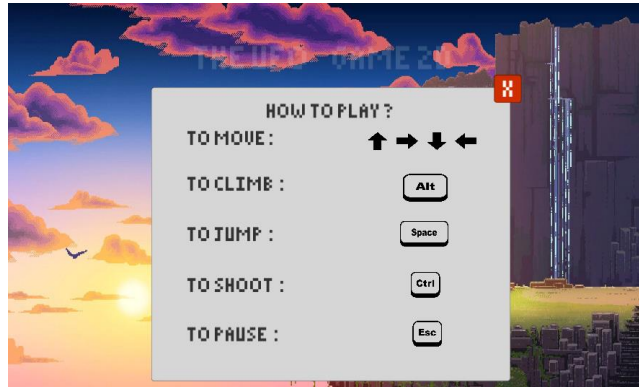 X
HOW TO PLAY ?
TO MOVE :
TO CLIMB : Alt
TO JUMP : Space
TO SHOOT : Ctrl
TO PAUSE : Esc